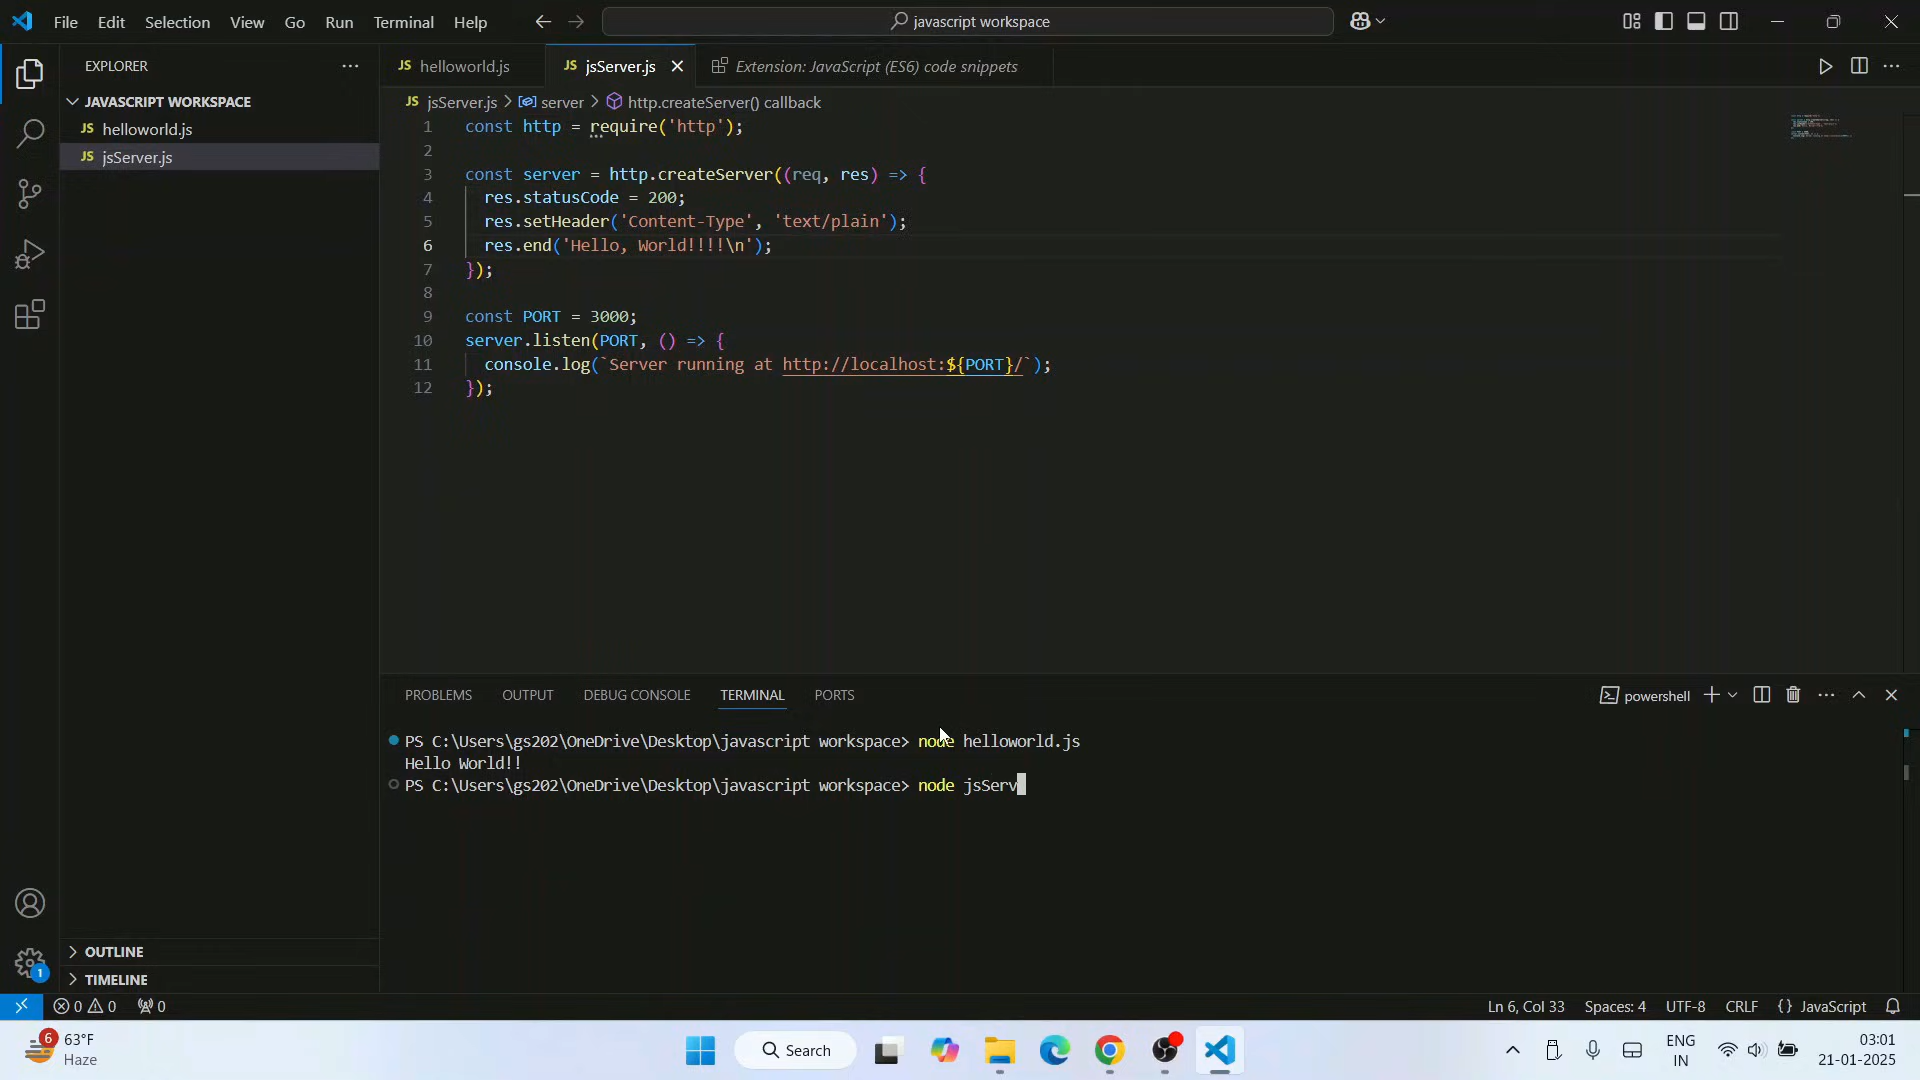 File Edit Selection View Go Run Terminal Help
javascript workspace
EXPLORER
JAVASCRIPT WORKSPACE
JS helloworld.js
JS jsServer.js
OUTLINE
TIMELINE
JS helloworld.js JS jsServer.js Extension: JavaScript (ES6) code snippets
JS jsServer.js > server > http.createServer() callback
1 const http = require('http');
2
3 const server = http.createServer((req, res) => {
4 res.statusCode = 200;
5 res.setHeader('Content-Type', 'text/plain');
6 res.end('Hello, World!!!!\n');
7 });
8
9 const PORT = 3000;
10 server.listen(PORT, () => {
11 console.log(`Server running at http://localhost:${PORT}/`);
12 });
PROBLEMS OUTPUT DEBUG CONSOLE TERMINAL PORTS
powershell
PS C:\Users\gs202\OneDrive\Desktop\javascript workspace> node helloworld.js
Hello World!!
PS C:\Users\gs202\OneDrive\Desktop\javascript workspace> node jsServ
1
0 0 0
Ln 6, Col 33 Spaces: 4 UTF-8 CRLF {} JavaScript
6
63°F
Haze
Search
ENG
IN
03:01
21-01-2025